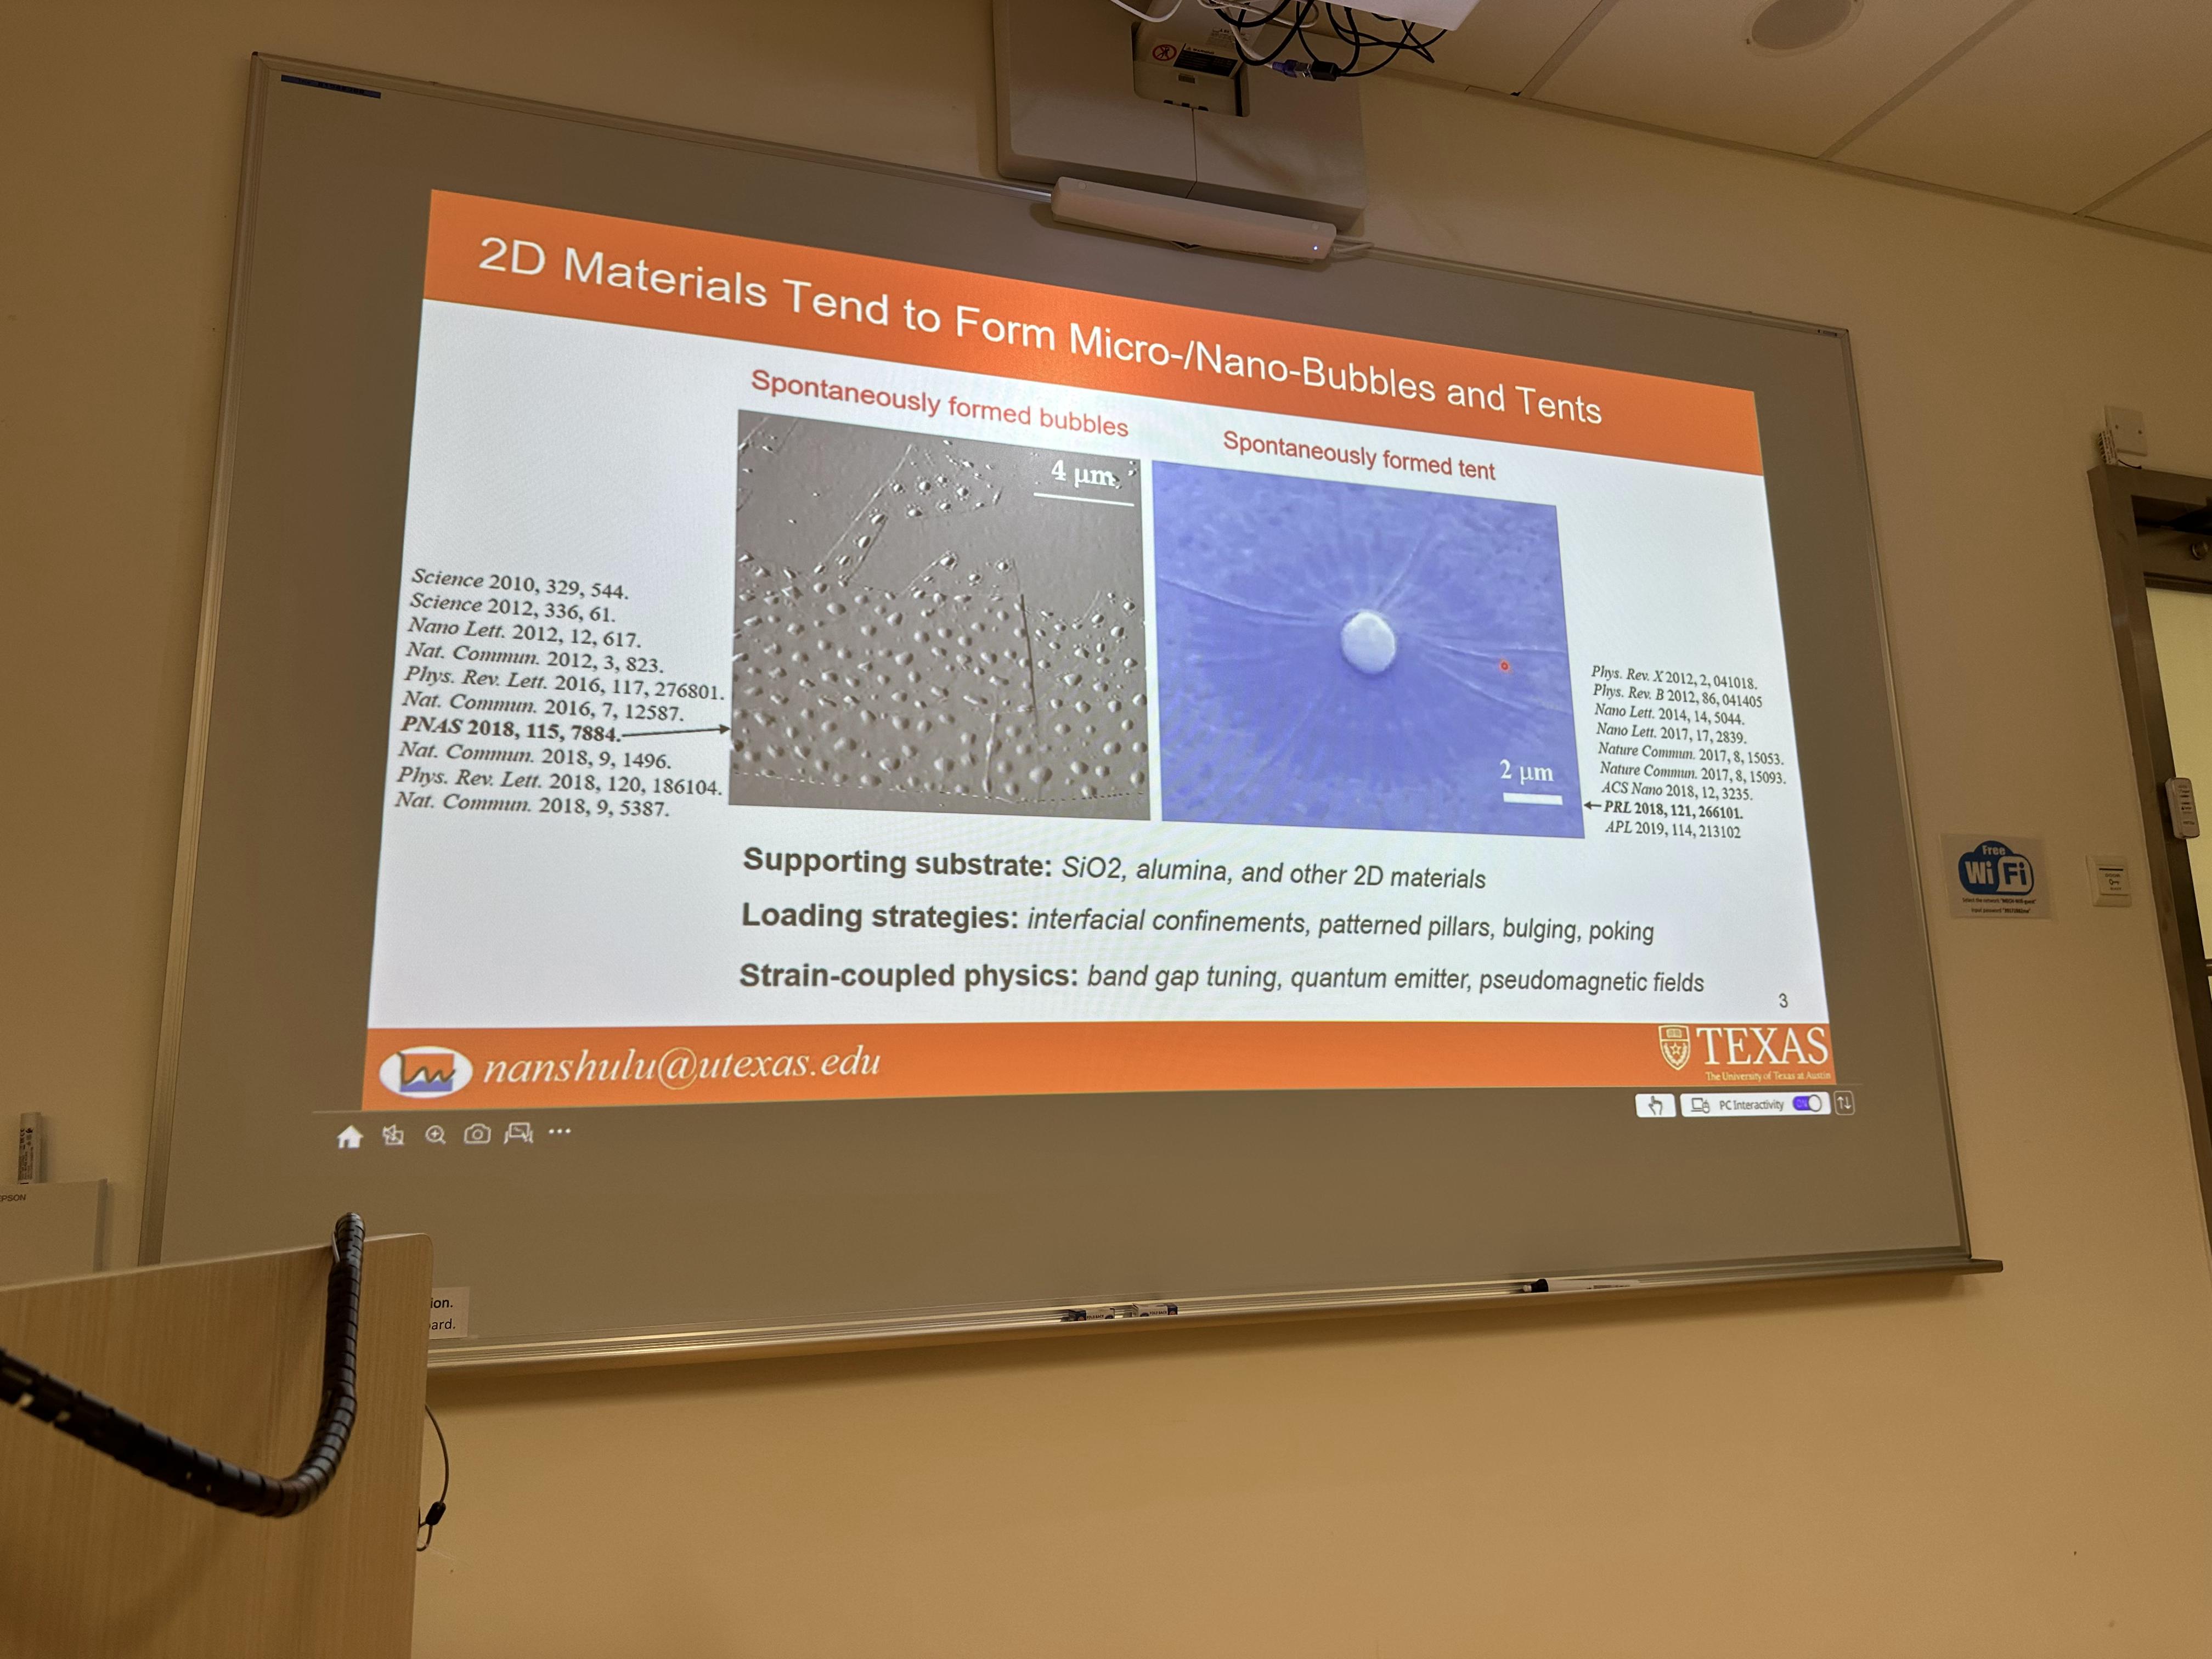 2D Materials Tend to Form Micro-/Nano-Bubbles and Tents
Spontaneously formed bubbles
Spontaneously formed tent
4 μm
2 μm
Science 2010, 329, 544.
Science 2012, 336, 61.
Nano Lett. 2012, 12, 617.
Nat. Commun. 2012, 3, 823.
Phys. Rev. Lett. 2016, 117, 276801.
Nat. Commun. 2016, 7, 12587.
PNAS 2018, 115, 7884.
Nat. Commun. 2018, 9, 1496.
Phys. Rev. Lett. 2018, 120, 186104.
Nat. Commun. 2018, 9, 5387.
Phys. Rev. X 2012, 2, 041018.
Phys. Rev. B 2012, 86, 041405
Nano Lett. 2014, 14, 5044.
Nano Lett. 2017, 17, 2839.
Nature Commun. 2017, 8, 15053.
Nature Commun. 2017, 8, 15093.
ACS Nano 2018, 12, 3235.
PRL 2018, 121, 266101.
APL 2019, 114, 213102
Supporting substrate: SiO2, alumina, and other 2D materials
Loading strategies: interfacial confinements, patterned pillars, bulging, poking
Strain-coupled physics: band gap tuning, quantum emitter, pseudomagnetic fields
3
nanshulu@utexas.edu
TEXAS
The University of Texas at Austin
PC Interactivity
Free
Wi Fi
EPSON
ion.
ard.